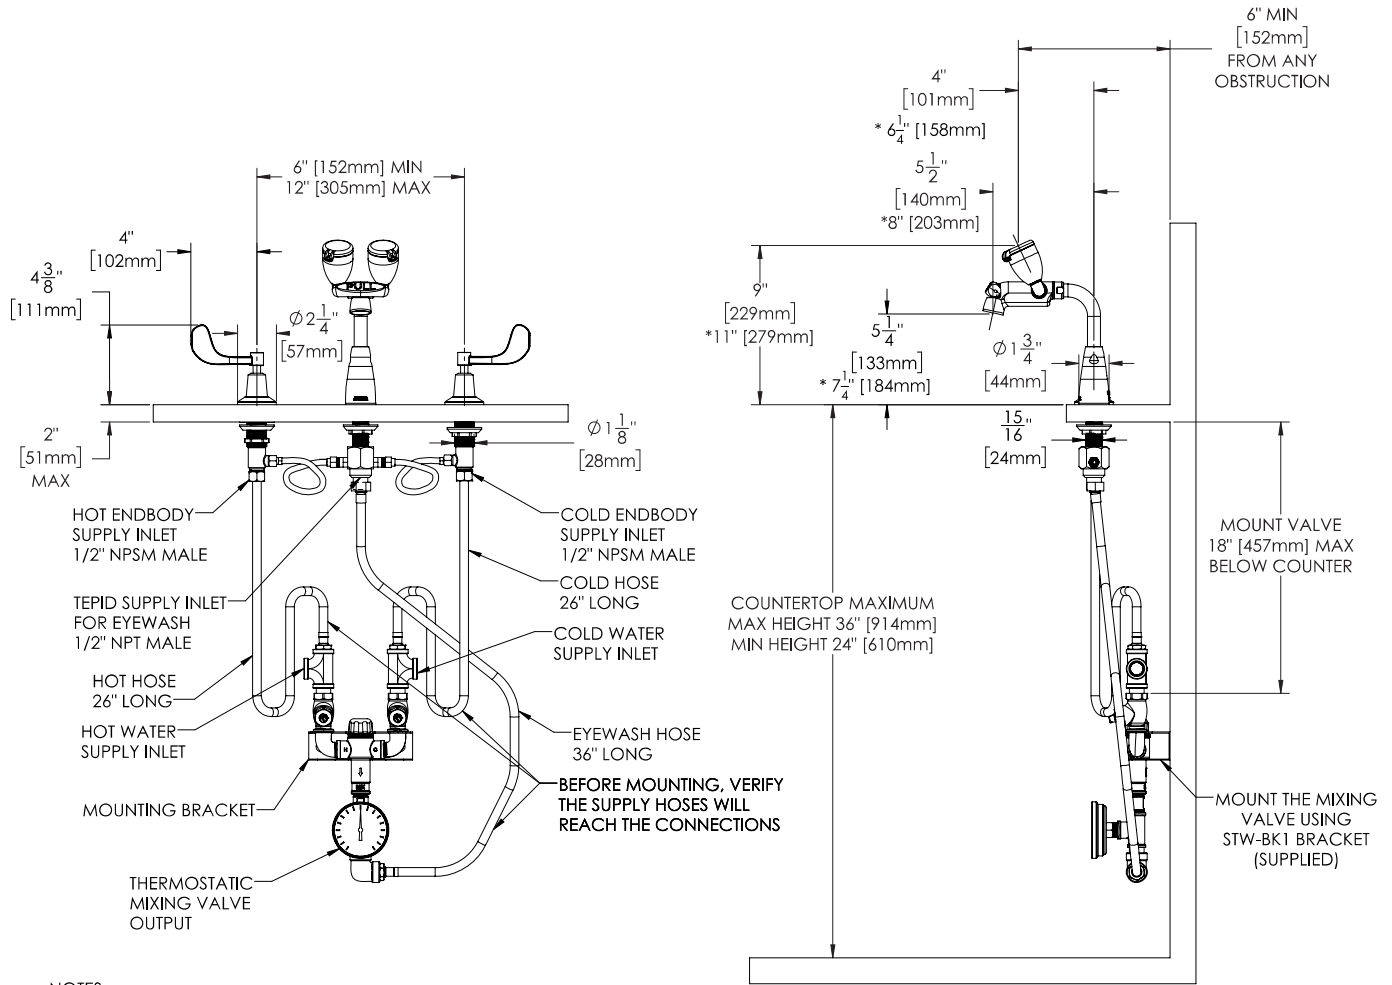 6" MIN
[152mm]
FROM ANY
OBSTRUCTION
4"
[101mm]
* 6 1/4" [158mm]
5 1/2"
[140mm]
*8" [203mm]
6" [152mm] MIN
12" [305mm] MAX
4"
[102mm]
4 3/8"
[111mm]
Ø2 1/4"
[57mm]
9"
[229mm]
*11" [279mm]
5 1/4"
[133mm]
* 7 1/4" [184mm]
Ø1 3/4"
[44mm]
2"
[51mm]
MAX
Ø1 1/8"
[28mm]
15/16"
[24mm]
HOT ENDBODY
SUPPLY INLET
1/2" NPSM MALE
COLD ENDBODY
SUPPLY INLET
1/2" NPSM MALE
MOUNT VALVE
18" [457mm] MAX
BELOW COUNTER
COLD HOSE
26" LONG
TEPID SUPPLY INLET
FOR EYEWASH
1/2" NPT MALE
COUNTERTOP MAXIMUM
MAX HEIGHT 36" [914mm]
MIN HEIGHT 24" [610mm]
COLD WATER
SUPPLY INLET
HOT HOSE
26" LONG
HOT WATER
SUPPLY INLET
EYEWASH HOSE
36" LONG
MOUNTING BRACKET
BEFORE MOUNTING, VERIFY
THE SUPPLY HOSES WILL
REACH THE CONNECTIONS
MOUNT THE MIXING
VALVE USING
STW-BK1 BRACKET
(SUPPLIED)
THERMOSTATIC
MIXING VALVE
OUTPUT
NOTES